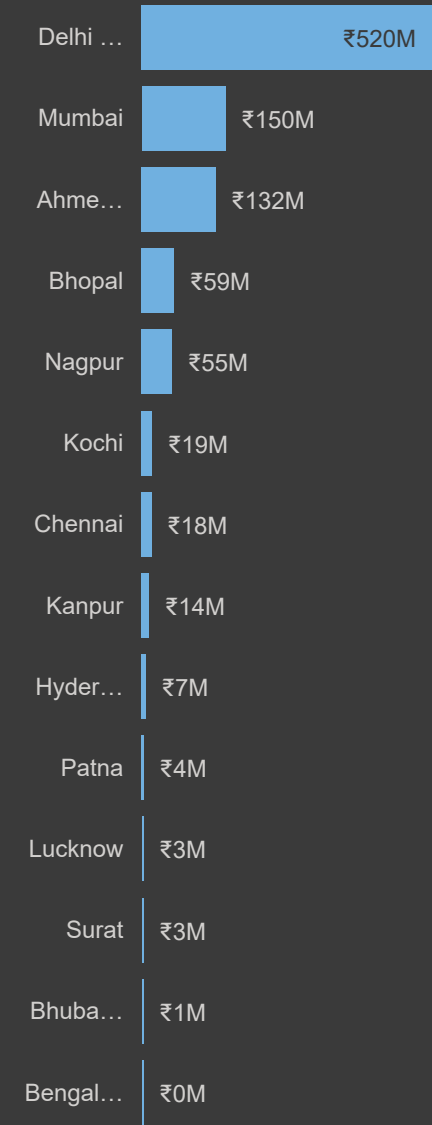 Delhi … ₹520M
Mumbai ₹150M
Ahme… ₹132M
Bhopal ₹59M
Nagpur ₹55M
Kochi ₹19M
Chennai ₹18M
Kanpur ₹14M
Hyder… ₹7M
Patna ₹4M
Lucknow ₹3M
Surat ₹3M
Bhuba… ₹1M
Bengal… ₹0M